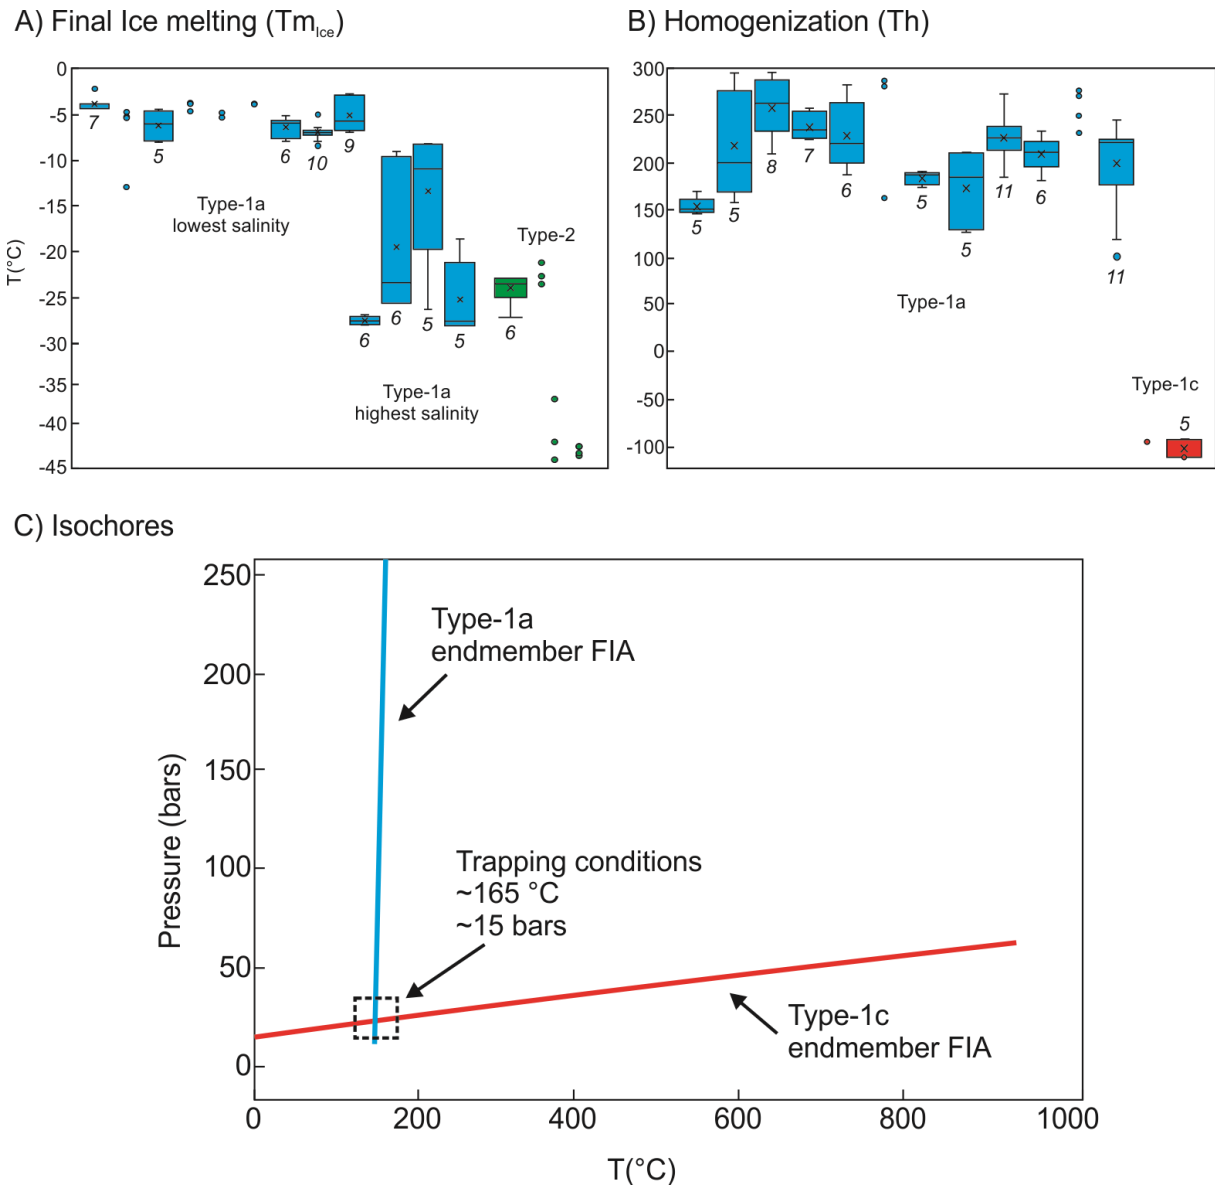 A) Final Ice melting (Tm Ice)
B) Homogenization (Th)
0
-5
-10
-15
-20
-25
-30
-35
-40
-45
T(°C)
7
5
6
10
9
Type-1a
lowest salinity
6
6
5
5
6
Type-2
Type-1a
highest salinity
300
250
200
150
100
50
0
-50
-100
5
5
8
7
6
5
5
11
6
11
Type-1a
Type-1c
5
C) Isochores
250
200
150
100
50
0
Pressure (bars)
Type-1a
endmember FIA
Trapping conditions
~165 °C
~15 bars
Type-1c
endmember FIA
0
200
400
600
800
1000
T(°C)